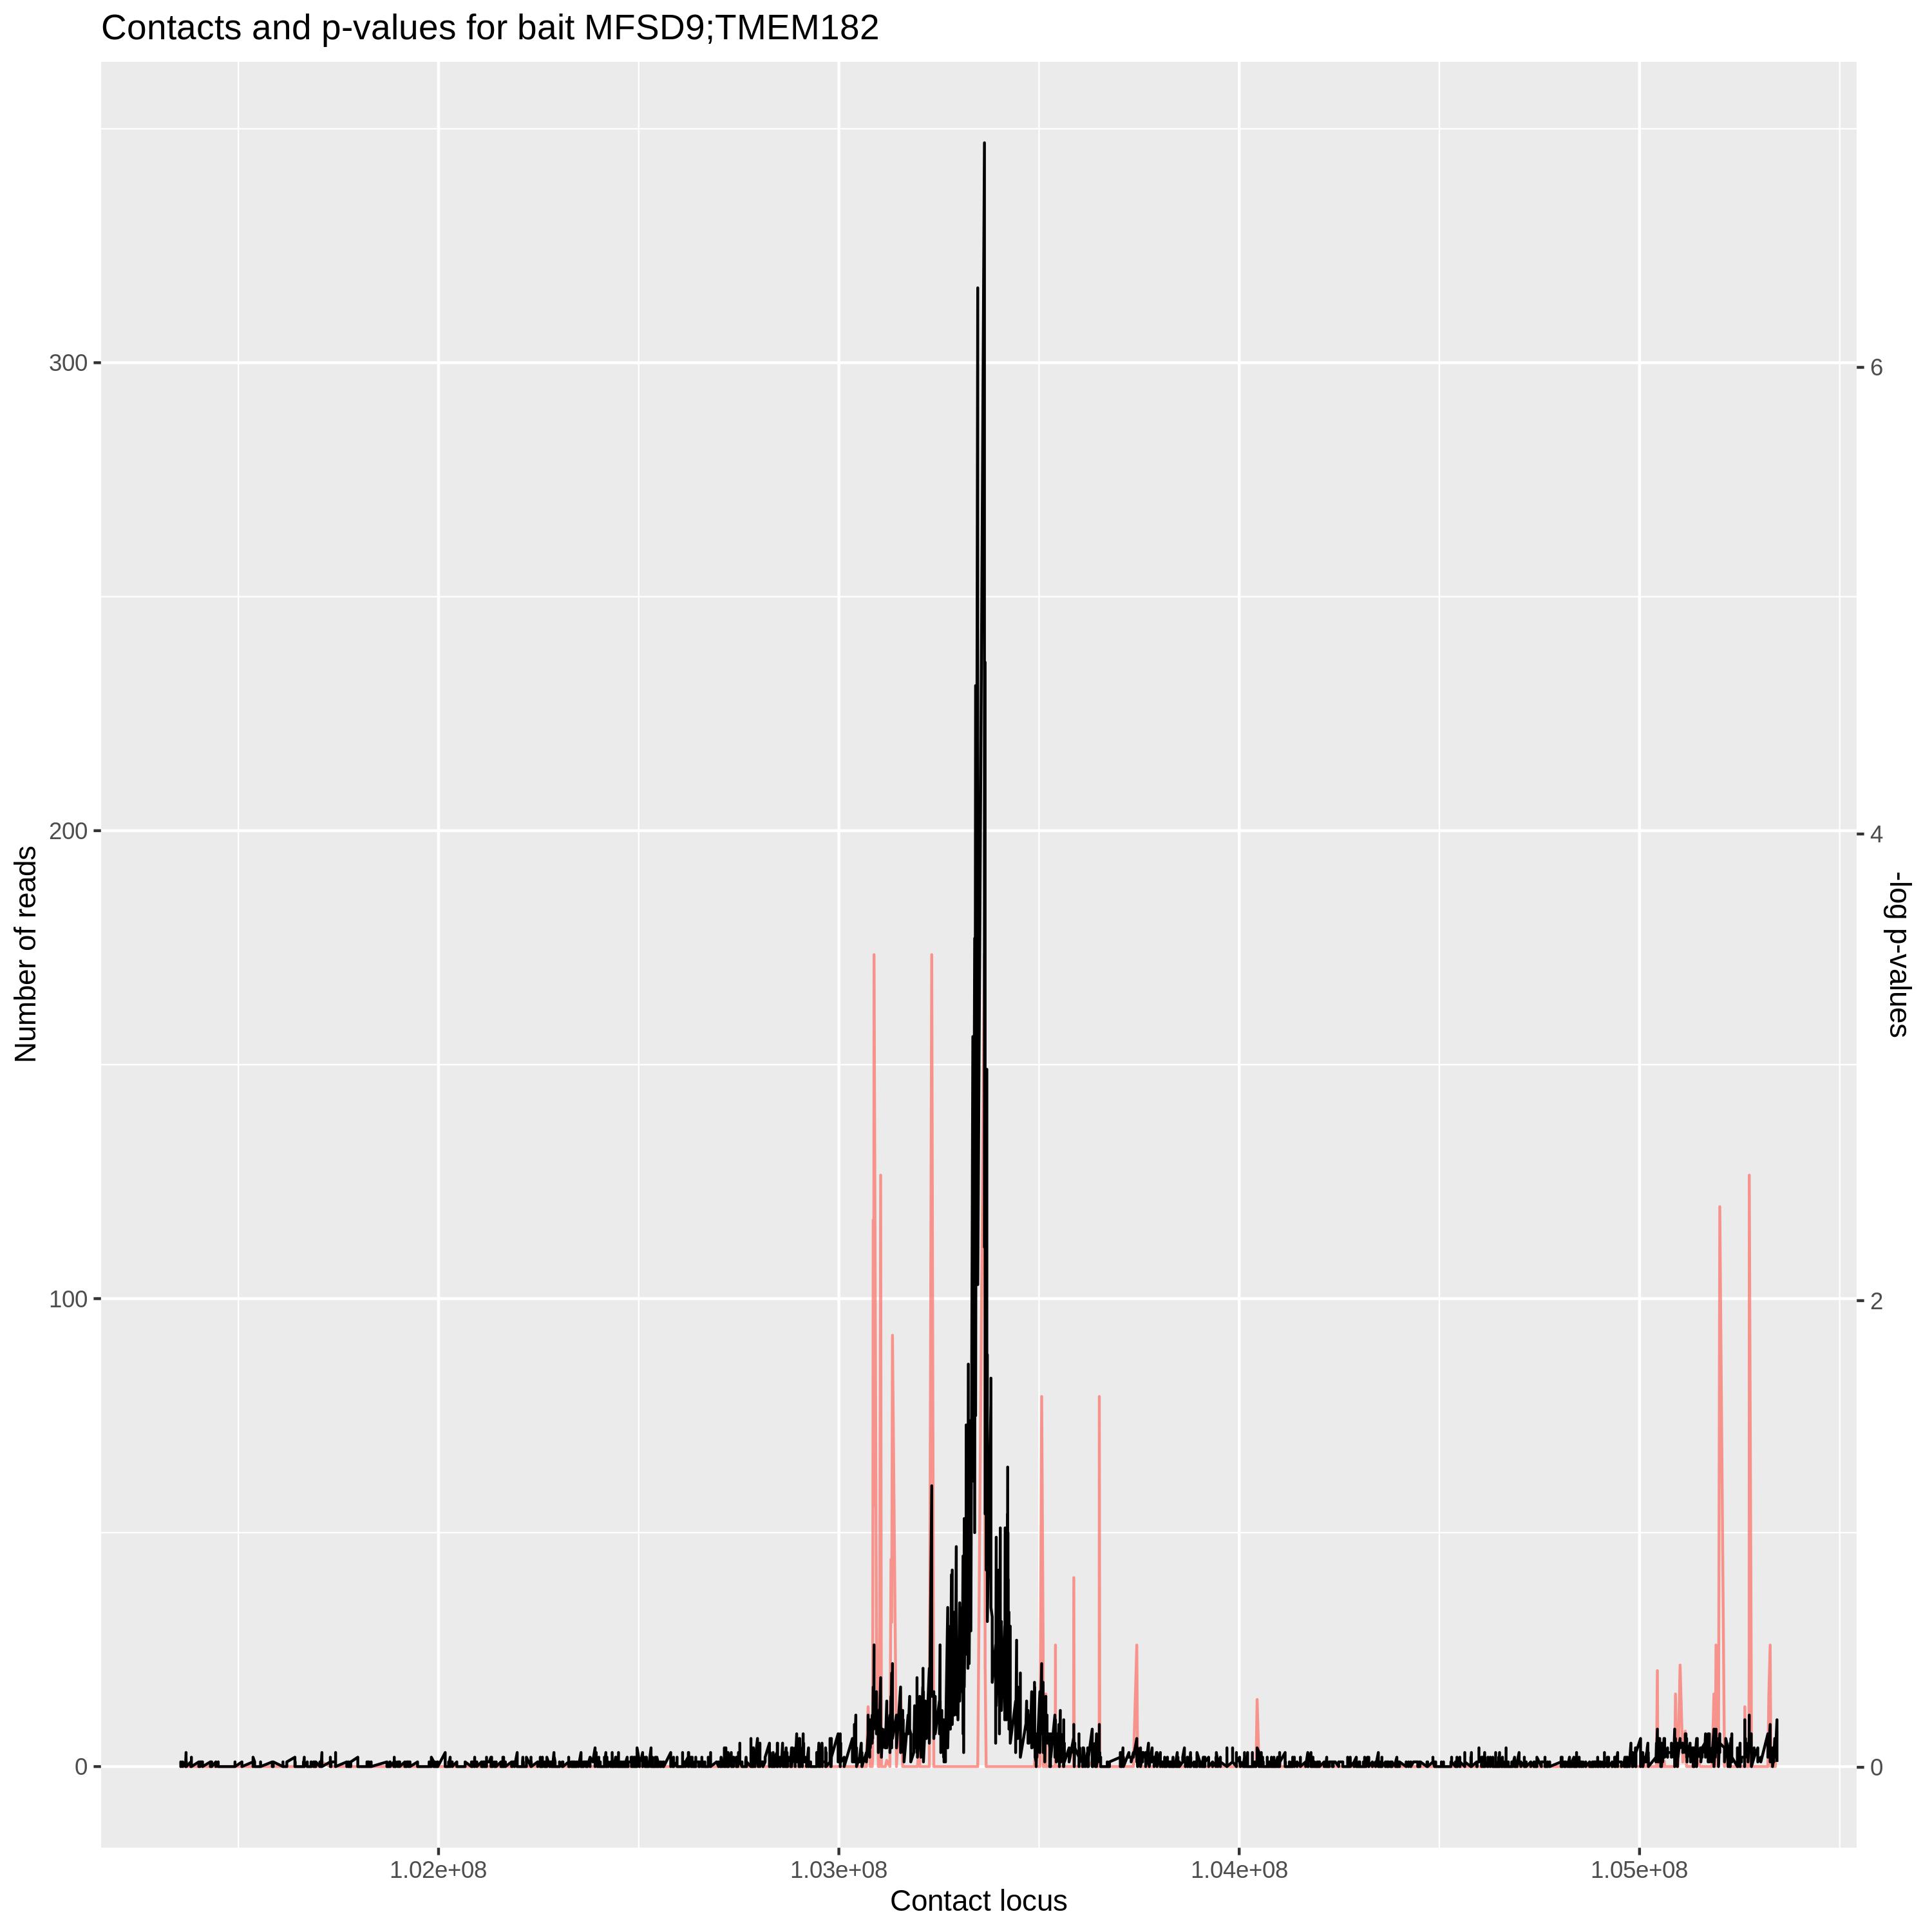 Contacts and p-values for bait MFSD9;TMEM182
Number of reads
300
200
100
0
6
4
2
0
-log p-values
1.02e+08
1.03e+08
1.04e+08
1.05e+08
Contact locus